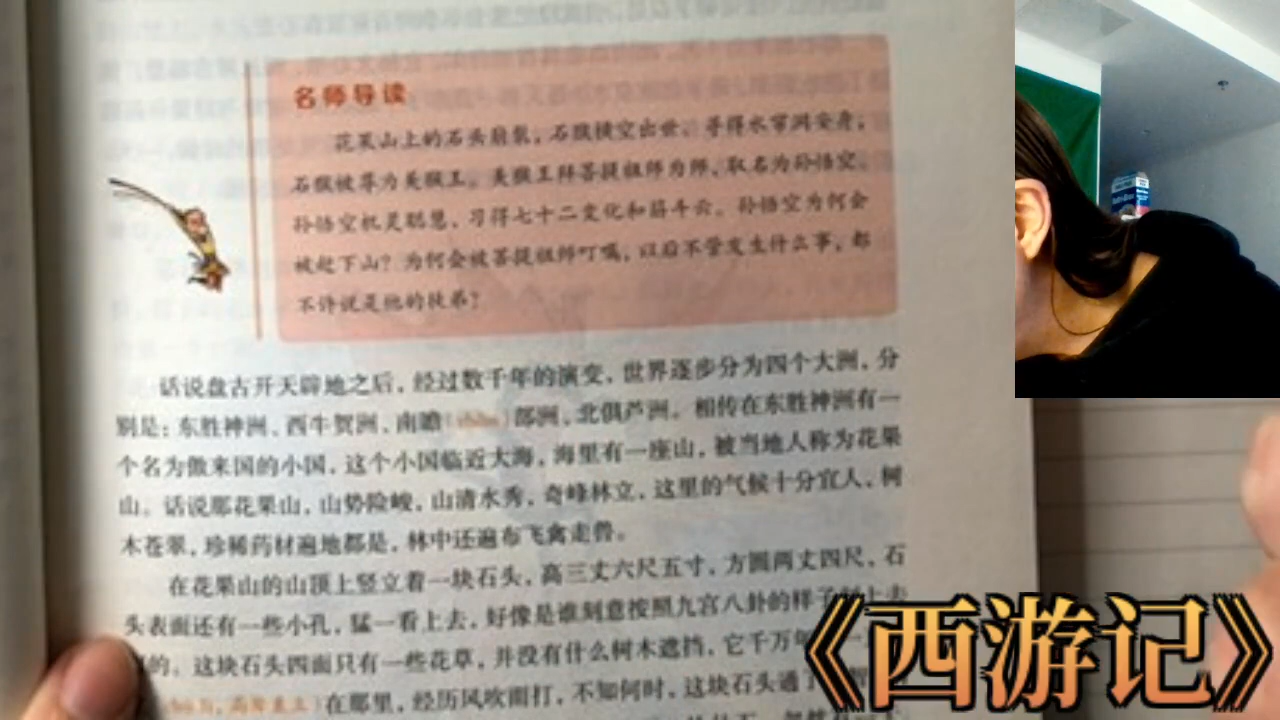 名师导读
花果山上的石头崩裂，石猴横空出世。寻得水帘洞安身，
石猴被尊为美猴王。美猴王拜菩提祖师为师，取名为孙悟空。
孙悟空机灵聪慧，习得七十二变化和筋斗云。孙悟空为何会
被赶下山？为何会被菩提祖师叮嘱，以后不管发生什么事，都
不许说是他的徒弟？
话说盘古开天辟地之后，经过数千年的演变，世界逐步分为四个大洲，分
别是：东胜神洲、西牛贺洲、南瞻（zhān）部洲、北俱芦洲。相传在东胜神洲有一
个名为傲来国的小国，这个小国临近大海，海里有一座山，被当地人称为花果
山。话说那花果山，山势险峻，山清水秀，奇峰林立，这里的气候十分宜人，树
木苍翠，珍稀药材遍地都是，林中还遍布飞禽走兽。
在花果山的山顶上竖立着一块石头，高三丈六尺五寸，方圆两丈四尺，石
头表面还有一些小孔，猛一看上去，好像是谁刻意按照九宫八卦的样子刻上去
的。这块石头四面只有一些花草，并没有什么树木遮挡，它千万年
在那里，经历风吹雨打，不知何时，这块石头通了
《西游记》